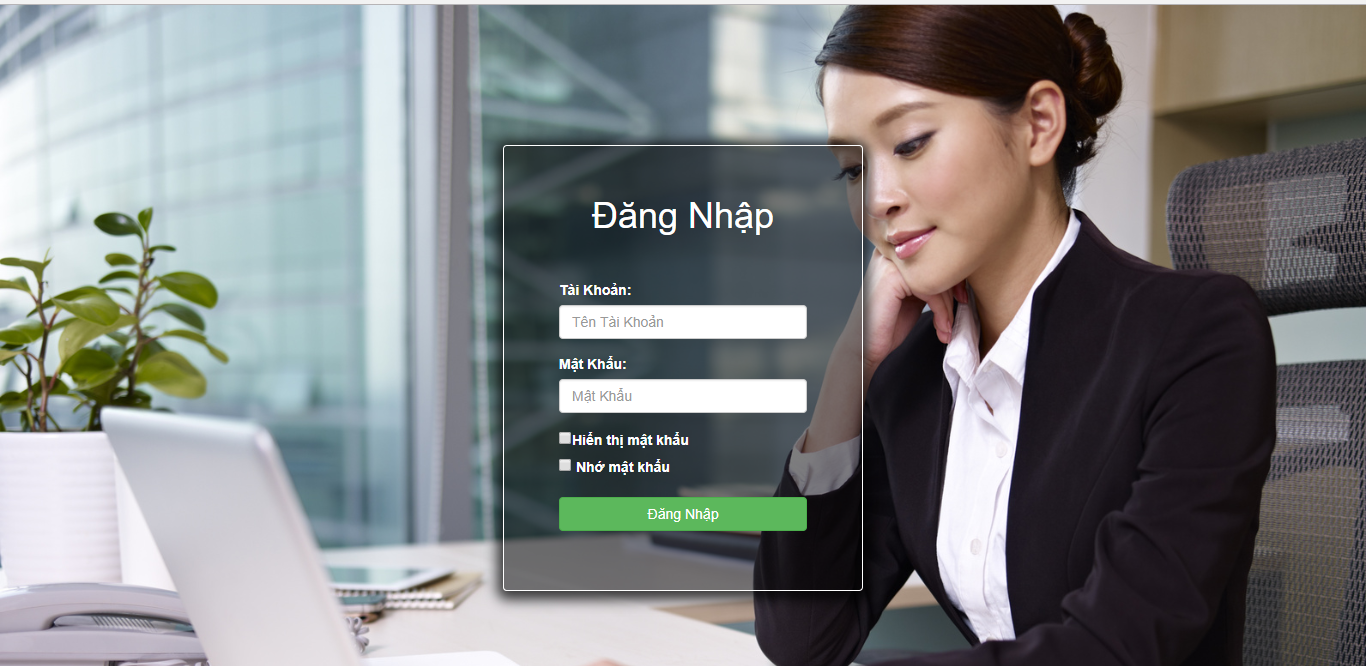 Đăng Nhập
Tài Khoản:
Tên Tài Khoản
Mật Khẩu:
Mật Khẩu
Hiển thị mật khẩu
Nhớ mật khẩu
Đăng Nhập